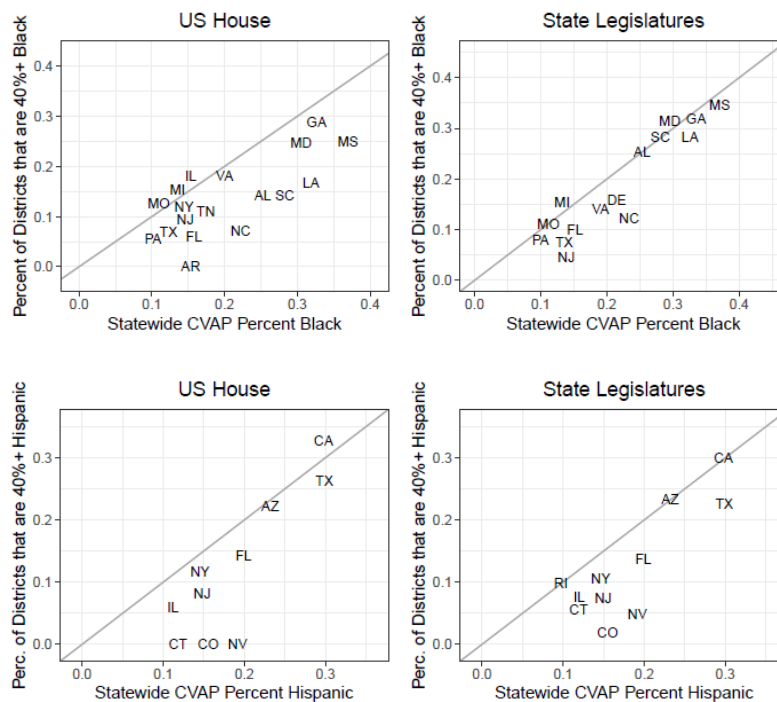 US House
Percent of Districts that are 40%+ Black
0.4
0.3
0.2
0.1
0.0
GA
MD
MS
IL
VA
LA
MI
AL SC
MO
NY
TN
NJ
TX
NC
PA
FL
AR
0.0 0.1 0.2 0.3 0.4
Statewide CVAP Percent Black
State Legislatures
Percent of Districts that are 40%+ Black
0.4
0.3
0.2
0.1
0.0
MS
MD GA
SC LA
AL
MI
DE
VA
NC
MO
FL
PA
TX
NJ
0.0 0.1 0.2 0.3 0.4
Statewide CVAP Percent Black
US House
Perc. of Districts that are 40%+ Hispanic
0.3
0.2
0.1
0.0
CA
TX
AZ
FL
NY
NJ
IL
CT CO NV
0.0 0.1 0.2 0.3
Statewide CVAP Percent Hispanic
State Legislatures
Perc. of Districts that are 40%+ Hispanic
0.3
0.2
0.1
0.0
CA
AZ
TX
FL
NY
RI
IL NJ
CT
NV
CO
0.0 0.1 0.2 0.3
Statewide CVAP Percent Hispanic